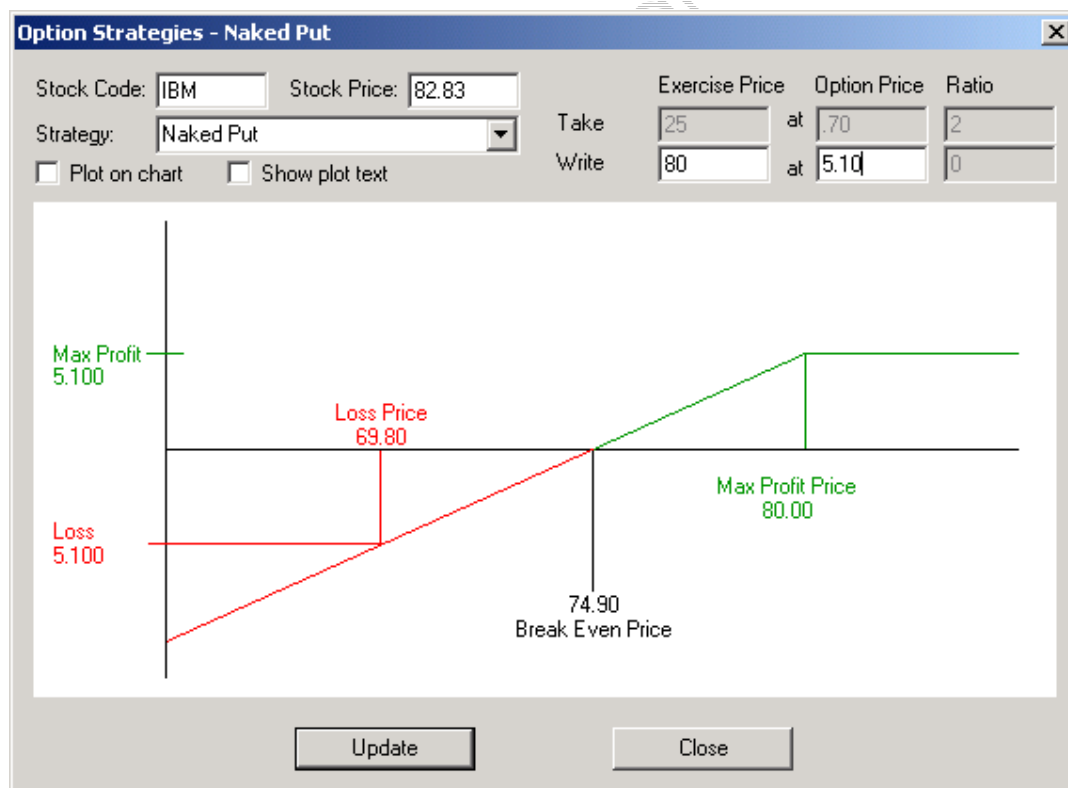 Option Strategies - Naked Put
Stock Code: IBM Stock Price: 82.83
Exercise Price Option Price Ratio
Take 25 at .70 2
Strategy: Naked Put
Write 80 at 5.10 0
Plot on chart Show plot text
Max Profit
5.100
Loss Price
69.80
Max Profit Price
80.00
Loss
5.100
74.90
Break Even Price
Update Close